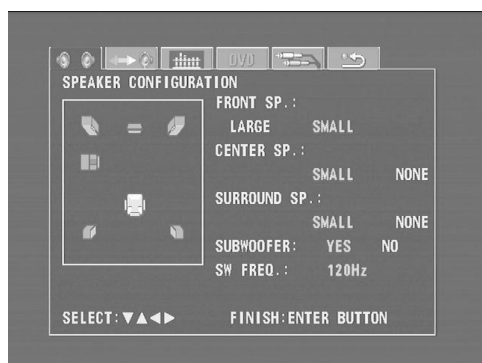 DVD
SPEAKER CONFIGURATION
FRONT SP.:
LARGE SMALL
CENTER SP.:
SMALL NONE
SURROUND SP.:
SMALL NONE
SUBWOOFER: YES NO
SW FREQ.: 120Hz
SELECT:▼▲◀▶ FINISH:ENTER BUTTON